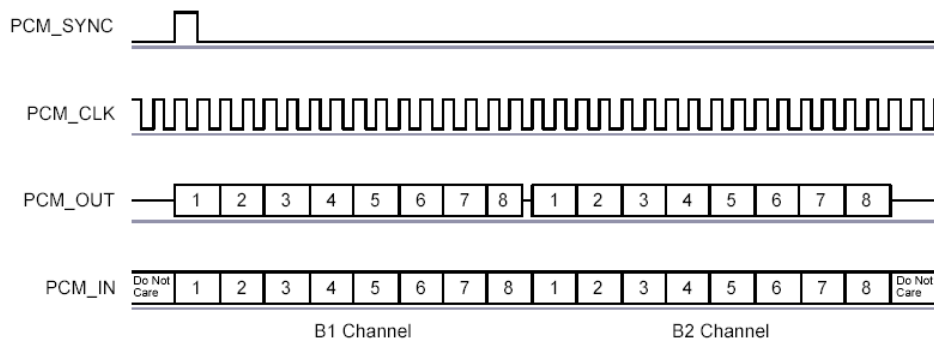 PCM_SYNC
PCM_CLK
PCM_OUT 1 2 3 4 5 6 7 8 1 2 3 4 5 6 7 8
PCM_IN Do Not Care 1 2 3 4 5 6 7 8 1 2 3 4 5 6 7 8 Do Not Care
B1 Channel B2 Channel